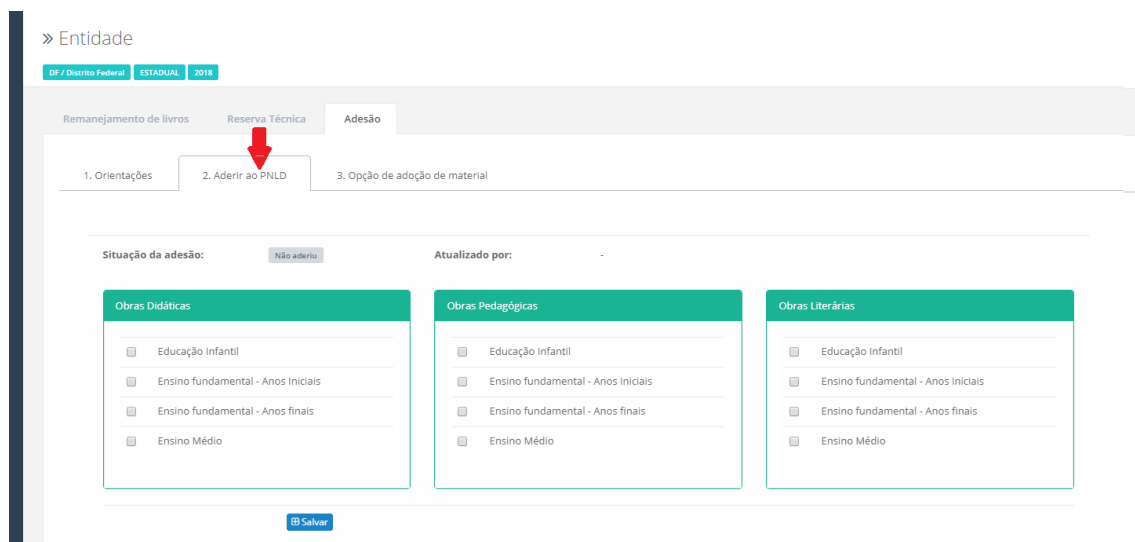 » Entidade
DF / Distrito Federal ESTADUAL 2018
Remanejamento de livros Reserva Técnica Adesão
1. Orientações 2. Aderir ao PNLD 3. Opção de adoção de material
Situação da adesão: Não aderiu Atualizado por: -
Obras Didáticas Obras Pedagógicas Obras Literárias
Educação Infantil Educação Infantil Educação Infantil
Ensino fundamental - Anos Iniciais Ensino fundamental - Anos Iniciais Ensino fundamental - Anos Iniciais
Ensino fundamental - Anos finais Ensino fundamental - Anos finais Ensino fundamental - Anos finais
Ensino Médio Ensino Médio Ensino Médio
Salvar